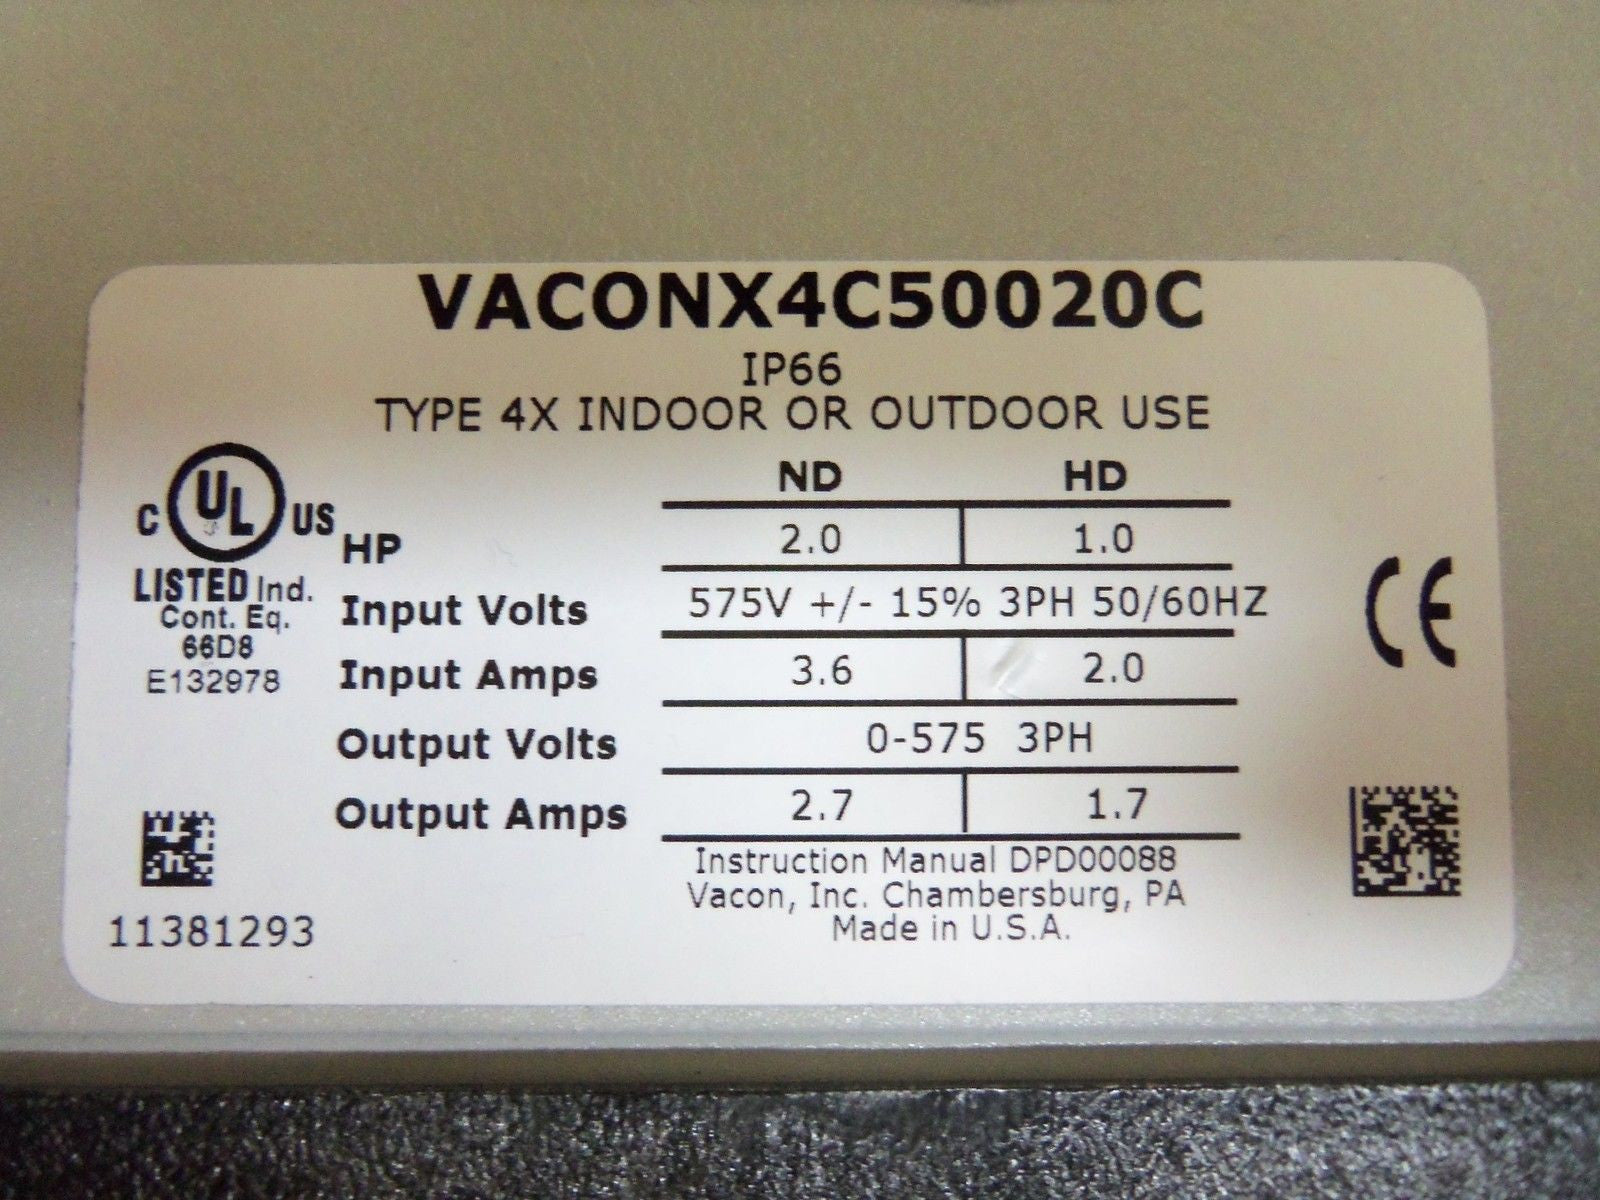 VACONX4C50020C
IP66
TYPE 4X INDOOR OR OUTDOOR USE
ND HD
C UL US
LISTED Ind.
Cont. Eq.
66D8
E132978
HP 2.0 1.0
Input Volts 575V +/- 15% 3PH 50/60HZ
Input Amps 3.6 2.0
Output Volts 0-575 3PH
Output Amps 2.7 1.7
CE
Instruction Manual DPD00088
Vacon, Inc. Chambersburg, PA
Made in U.S.A.
11381293